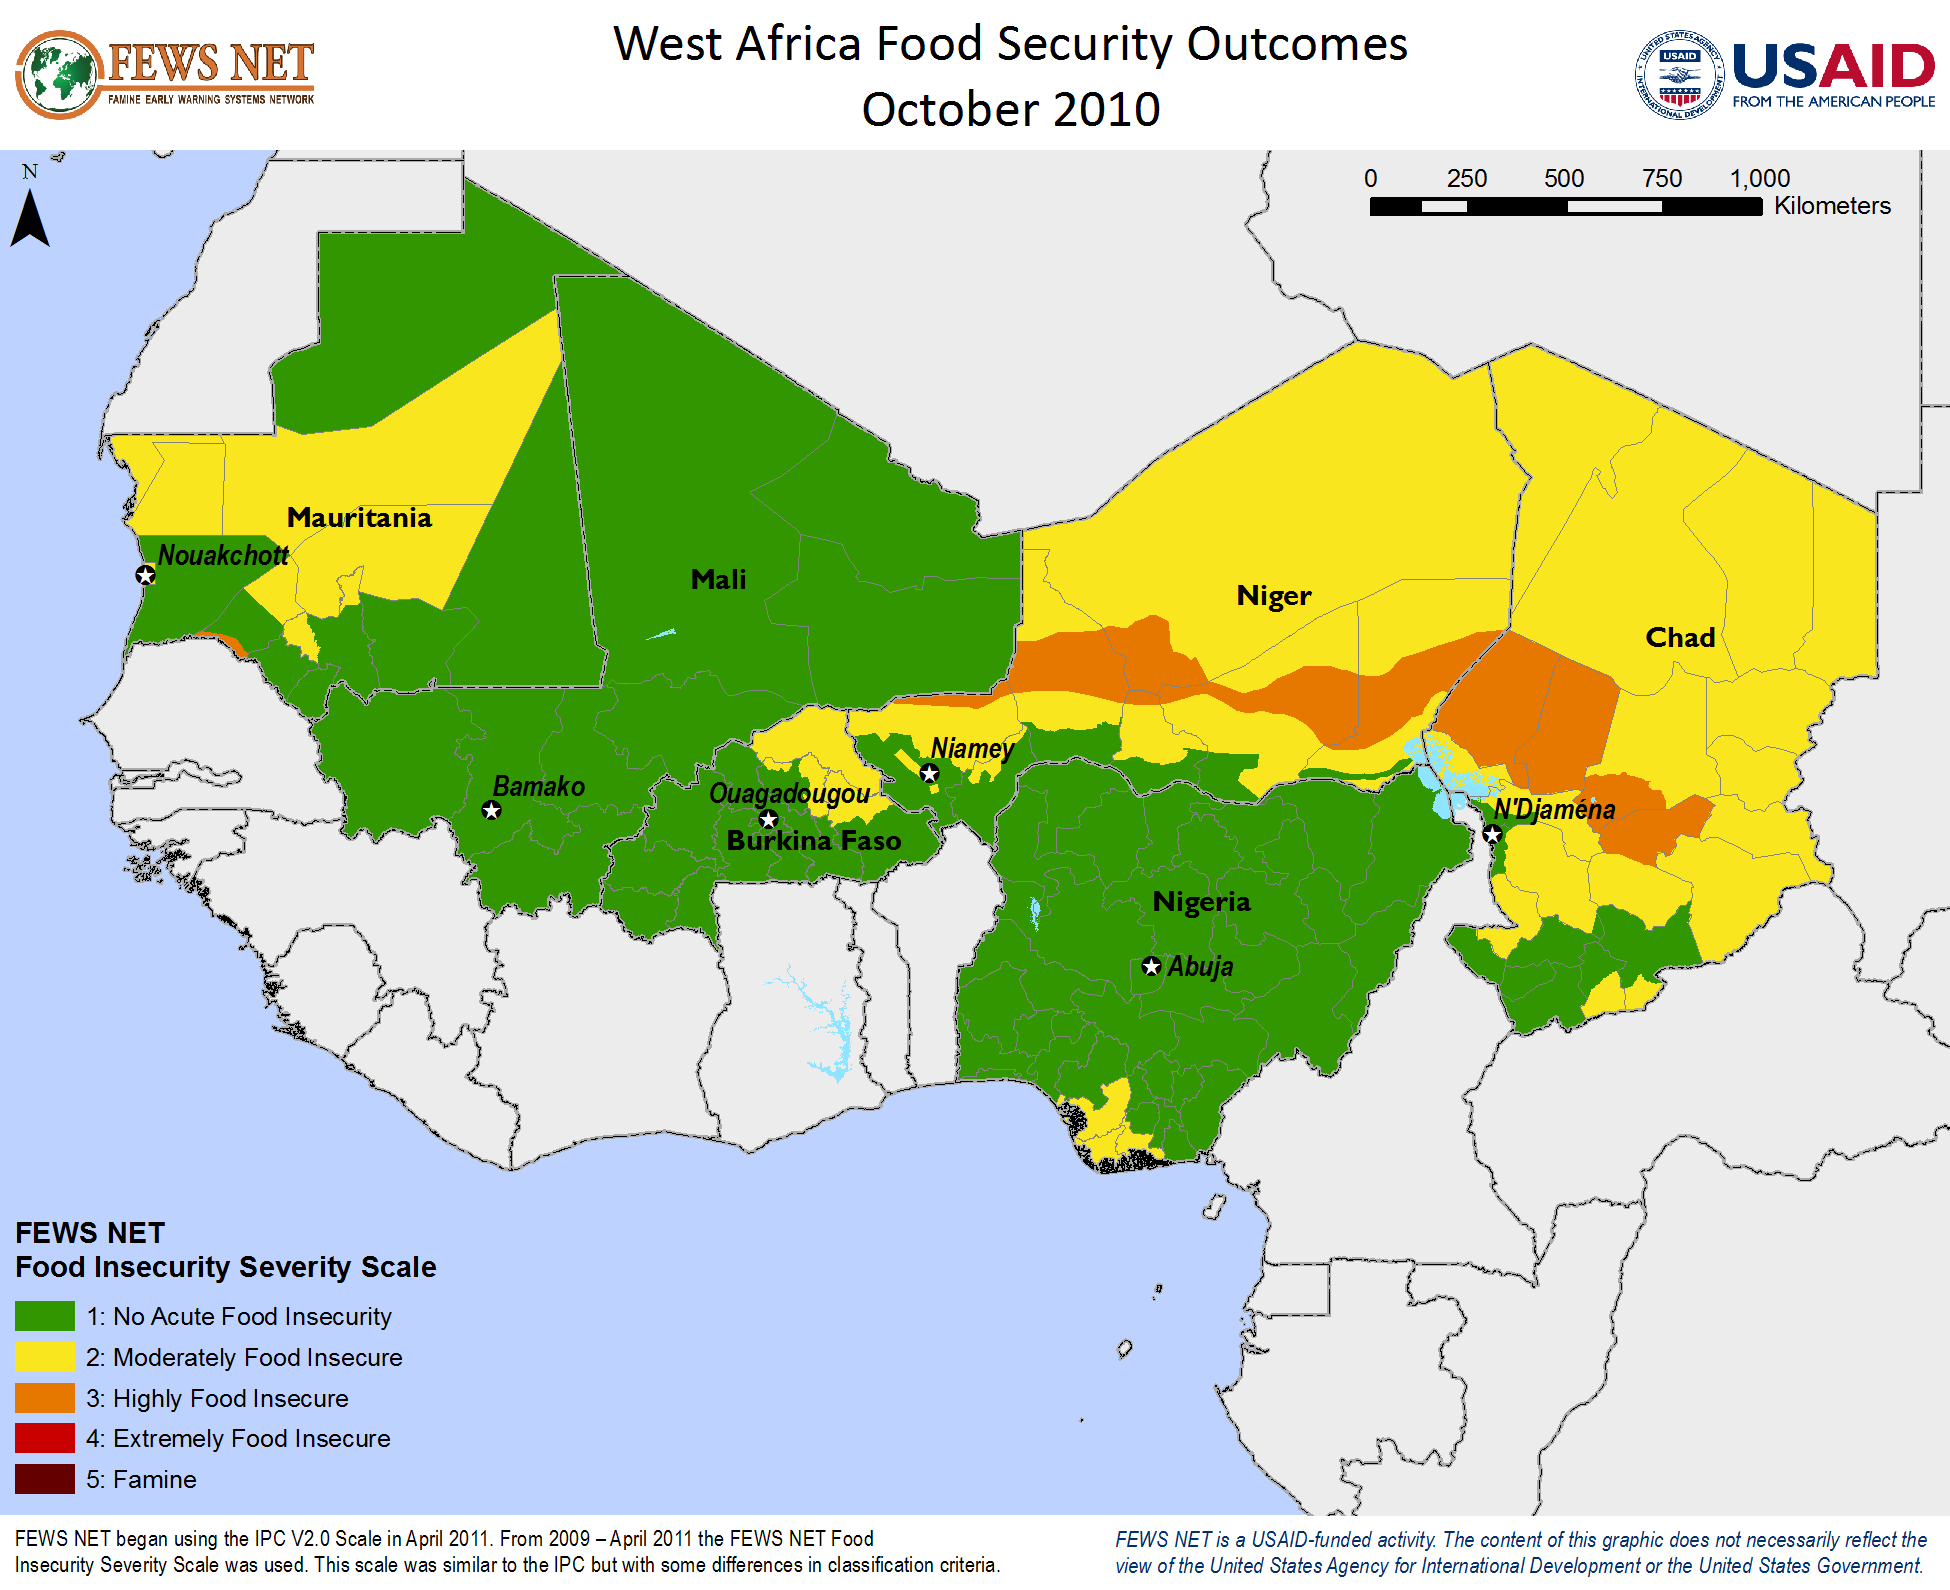 FEWS NET
FAMINE EARLY WARNING SYSTEMS NETWORK
West Africa Food Security Outcomes
October 2010
UNITED STATES AGENCY
USAID
INTERNATIONAL DEVELOPMENT
USAID
FROM THE AMERICAN PEOPLE
N
0 250 500 750 1,000
Kilometers
Mauritania
Nouakchott
Mali
Niger
Chad
Niamey
Bamako
Ouagadougou
Burkina Faso
N'Djaména
Nigeria
Abuja
FEWS NET
Food Insecurity Severity Scale
1: No Acute Food Insecurity
2: Moderately Food Insecure
3: Highly Food Insecure
4: Extremely Food Insecure
5: Famine
FEWS NET began using the IPC V2.0 Scale in April 2011. From 2009 – April 2011 the FEWS NET Food
Insecurity Severity Scale was used. This scale was similar to the IPC but with some differences in classification criteria.
FEWS NET is a USAID-funded activity. The content of this graphic does not necessarily reflect the
view of the United States Agency for International Development or the United States Government.